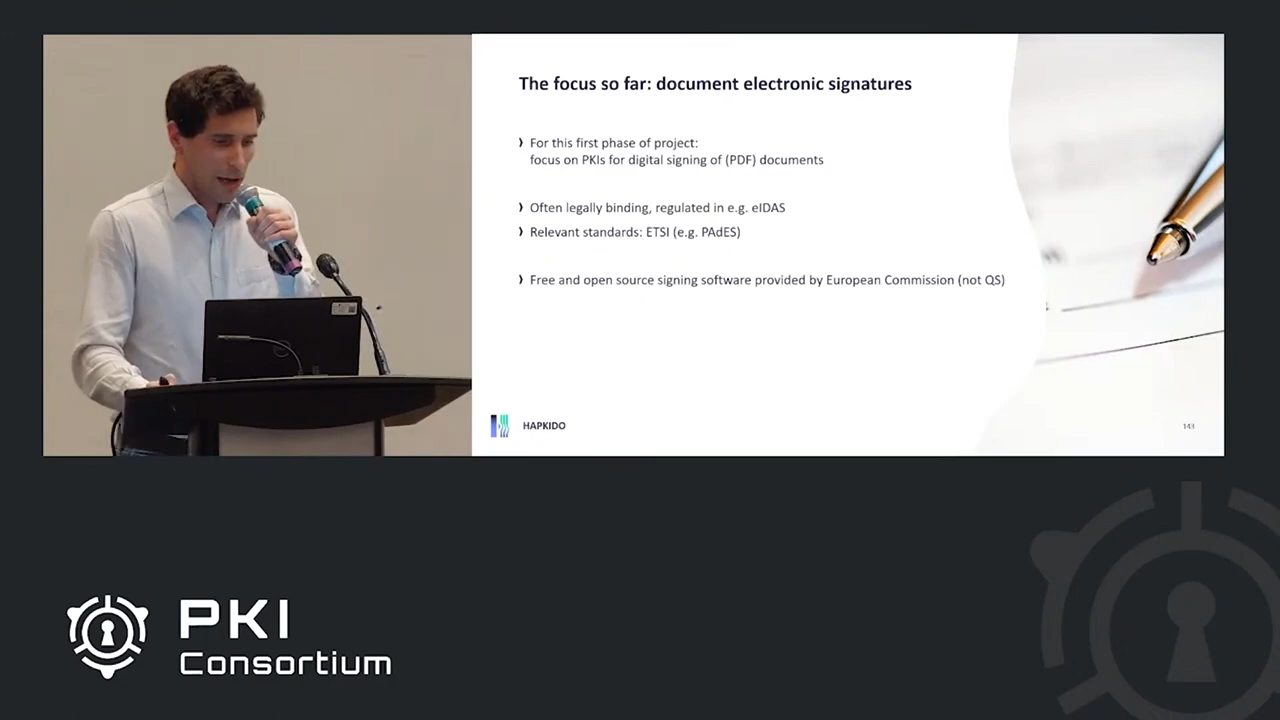 The focus so far: document electronic signatures
❯ For this first phase of project:
focus on PKIs for digital signing of (PDF) documents
❯ Often legally binding, regulated in e.g. eIDAS
❯ Relevant standards: ETSI (e.g. PAdES)
❯ Free and open source signing software provided by European Commission (not QS)
HAPKIDO
143
PKI
Consortium